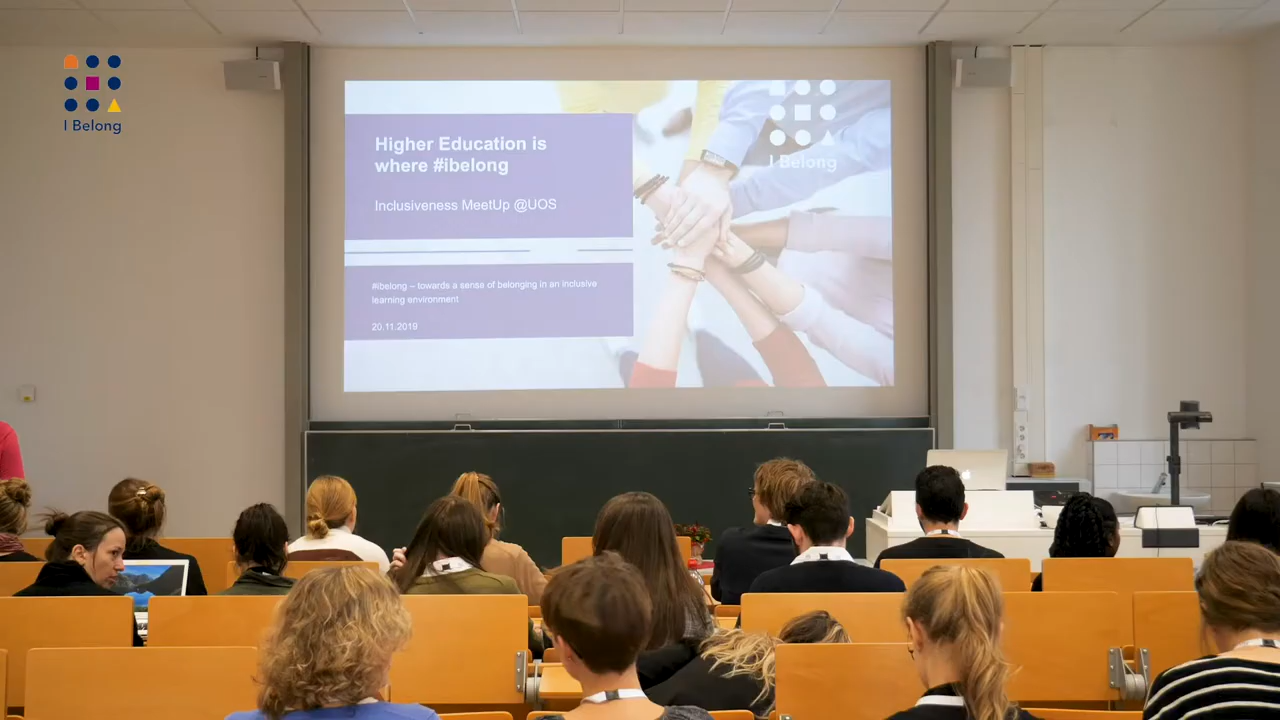 I Belong
I Belong
Higher Education is
where #ibelong
Inclusiveness MeetUp @UOS
#ibelong – towards a sense of belonging in an inclusive
learning environment
20.11.2019